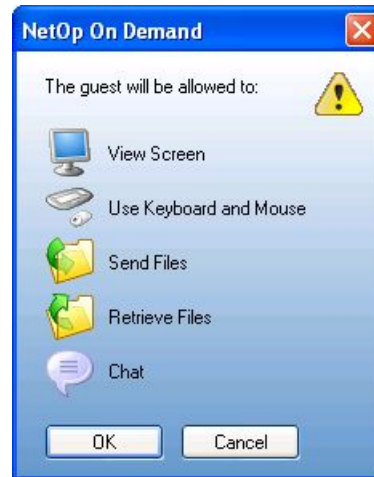 NetOp On Demand
The guest will be allowed to:
View Screen
Use Keyboard and Mouse
Send Files
Retrieve Files
Chat
OK Cancel